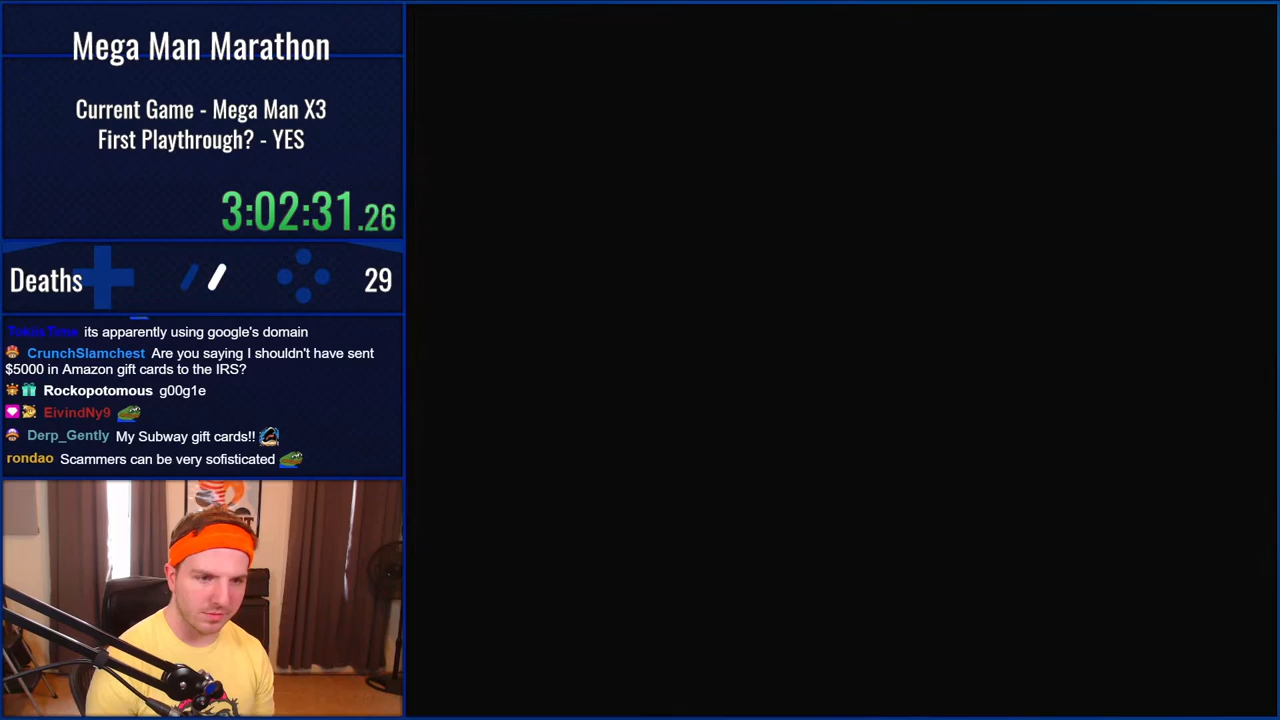 Mega Man Marathon
Current Game - Mega Man X3
First Playthrough? - YES
3:02:31.26
Deaths 29
TokiisTime its apparently using google's domain
CrunchSlamchest Are you saying I shouldn't have sent
$5000 in Amazon gift cards to the IRS?
Rockopotomous g00g1e
EivindNy9
Derp_Gently My Subway gift cards!!
rondao Scammers can be very sofisticated